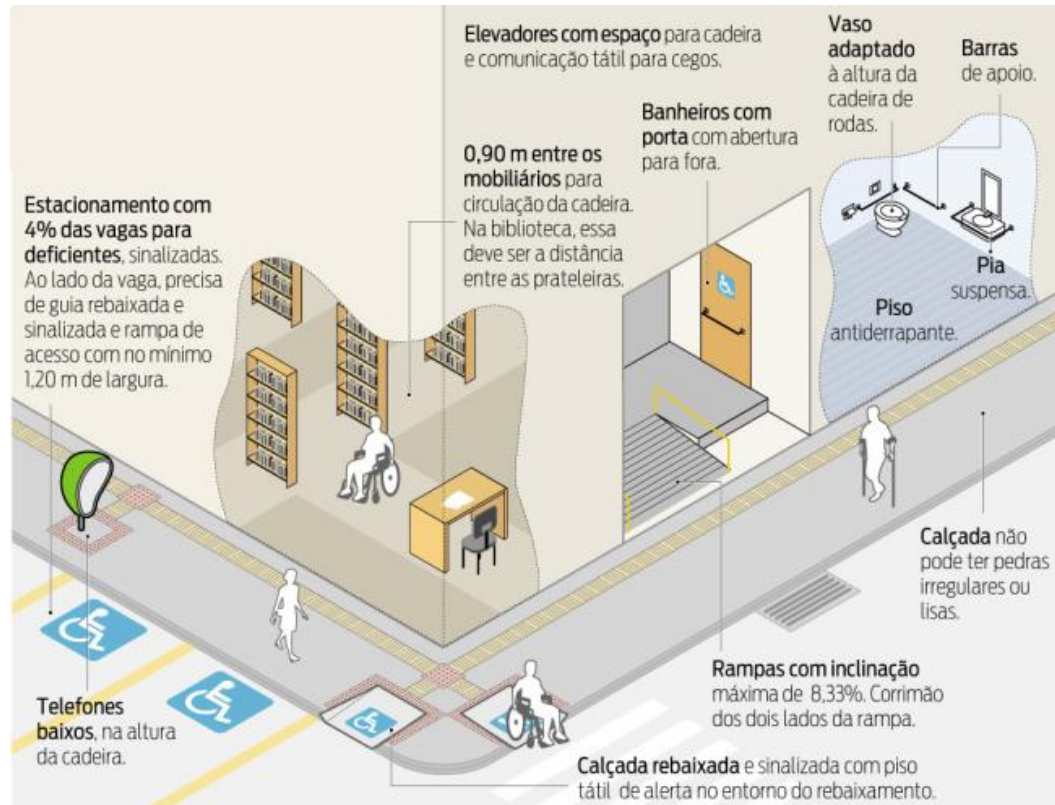 Elevadores com espaço para cadeira
e comunicação tátil para cegos.
Vaso
adaptado
à altura da
cadeira de
rodas.
Barras
de apoio.
Banheiros com
porta com abertura
para fora.
0,90 m entre os
mobiliários para
circulação da cadeira.
Na biblioteca, essa
deve ser a distância
entre as prateleiras.
Estacionamento com
4% das vagas para
deficientes, sinalizadas.
Ao lado da vaga, precisa
de guia rebaixada e
sinalizada e rampa de
acesso com no mínimo
1,20 m de largura.
Pia
suspensa.
Piso
antiderrapante.
Calçada não
pode ter pedras
irregulares ou
lisas.
Rampas com inclinação
máxima de 8,33%. Corrimão
dos dois lados da rampa.
Telefones
baixos, na altura
da cadeira.
Calçada rebaixada e sinalizada com piso
tátil de alerta no entorno do rebaixamento.